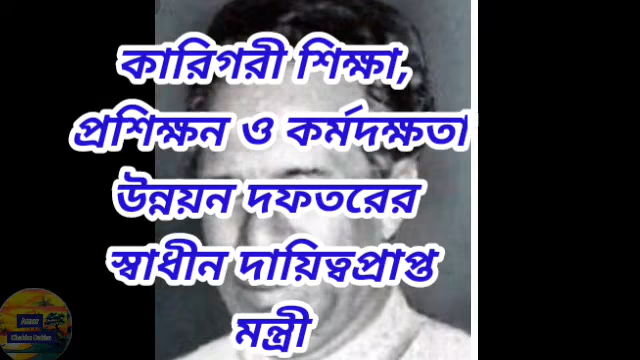 কারিগরী শিক্ষা,
প্রশিক্ষন ও কর্মদক্ষতা
উন্নয়ন দফতরের
স্বাধীন দায়িত্বপ্রাপ্ত
মন্ত্রী